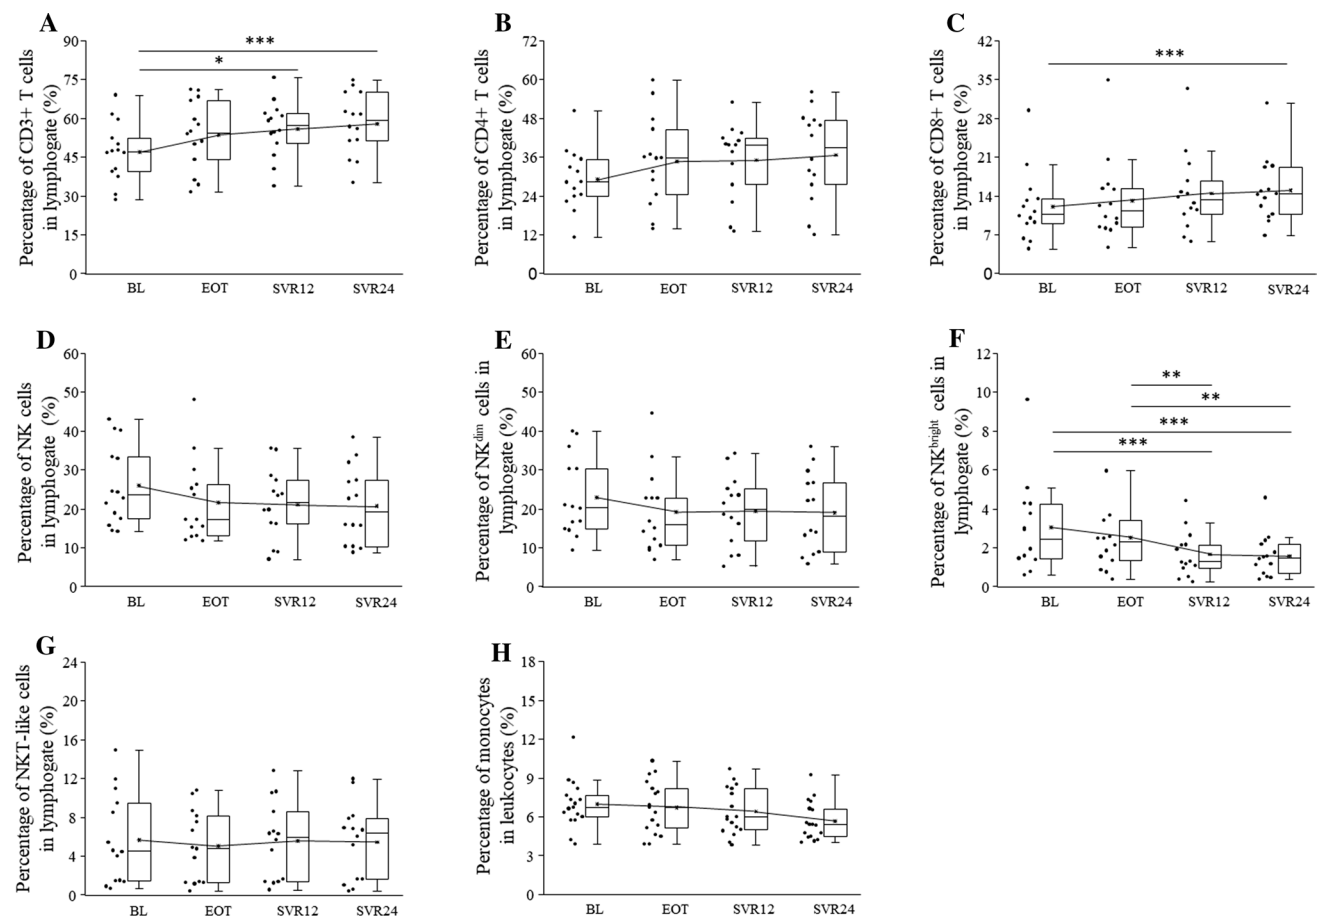 A
Percentage of CD3+ T cells
in lymphogate (%)
90
75
60
45
30
15
0
***
*
BL EOT SVR12 SVR24
B
Percentage of CD4+ T cells
in lymphogate (%)
72
60
48
36
24
12
0
BL EOT SVR12 SVR24
C
Percentage of CD8+ T cells
in lymphogate (%)
42
35
28
21
14
7
0
***
BL EOT SVR12 SVR24
D
Percentage of NK cells
in lymphogate (%)
60
50
40
30
20
10
0
BL EOT SVR12 SVR24
E
Percentage of NKdim cells in
lymphogate (%)
60
50
40
30
20
10
0
BL EOT SVR12 SVR24
F
Percentage of NKbright cells in
lymphogate (%)
12
10
8
6
4
2
0
**
**
***
***
BL EOT SVR12 SVR24
G
Percentage of NKT-like cells
in lymphogate (%)
24
20
16
12
8
4
0
BL EOT SVR12 SVR24
H
Percentage of monocytes
in leukocytes (%)
18
15
12
9
6
3
0
BL EOT SVR12 SVR24